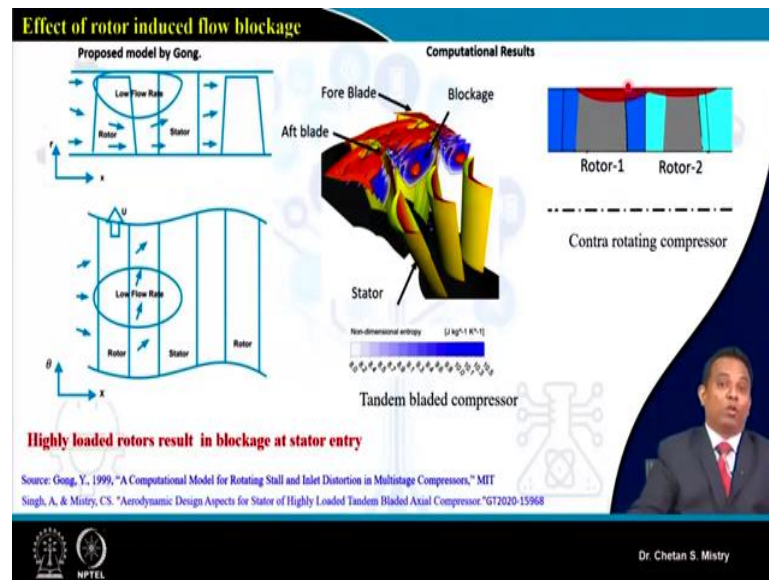 Effect of rotor induced flow blockage
Proposed model by Gong.
Computational Results
Low Flow Rate
Rotor
Stator
r
x
U
Low Flow Rate
Rotor
Stator
Rotor
θ
x
Fore Blade
Blockage
Aft blade
Stator
Non-dimensional entropy
[J kg^-1 K^-1]
Tandem bladed compressor
Rotor-1
Rotor-2
Contra rotating compressor
Highly loaded rotors result in blockage at stator entry
Source: Gong, Y., 1999, “A Computational Model for Rotating Stall and Inlet Distortion in Multistage Compressors,” MIT
Singh, A, & Mistry, CS. "Aerodynamic Design Aspects for Stator of Highly Loaded Tandem Bladed Axial Compressor."GT2020-15968
NPTEL
Dr. Chetan S. Mistry